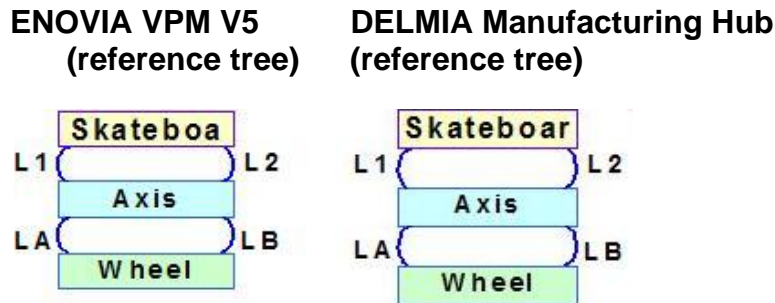 ENOVIA VPM V5
(reference tree)
DELMIA Manufacturing Hub
(reference tree)
Skateboa
L1
L2
Axis
LA
LB
Wheel
Skateboar
L1
L2
Axis
LA
LB
Wheel